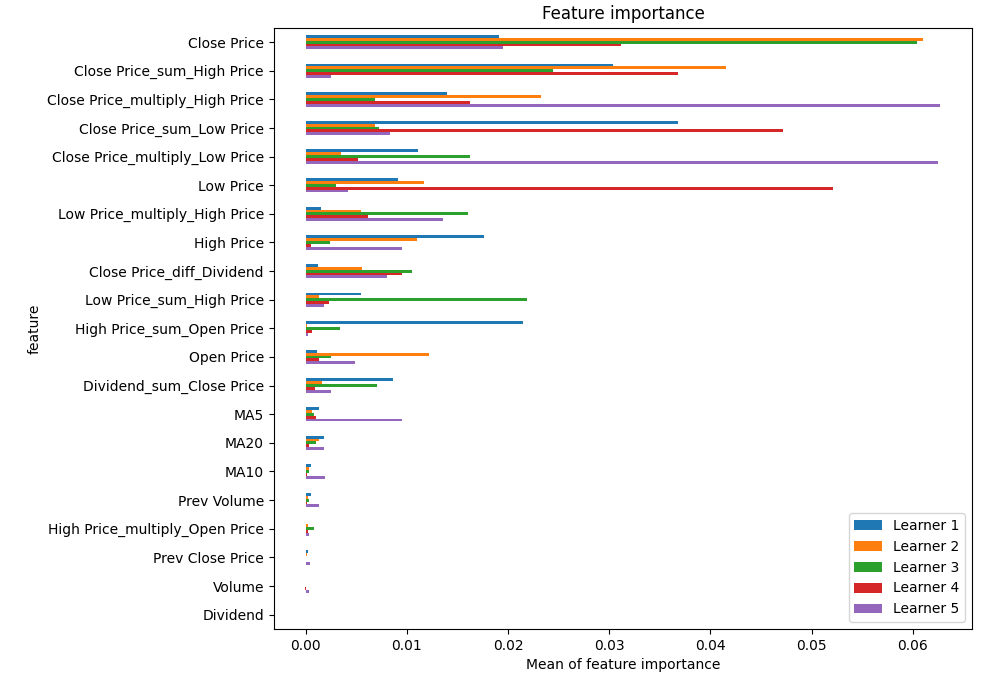 Feature importance
feature
Close Price
Close Price_sum_High Price
Close Price_multiply_High Price
Close Price_sum_Low Price
Close Price_multiply_Low Price
Low Price
Low Price_multiply_High Price
High Price
Close Price_diff_Dividend
Low Price_sum_High Price
High Price_sum_Open Price
Open Price
Dividend_sum_Close Price
MA5
MA20
MA10
Prev Volume
High Price_multiply_Open Price
Prev Close Price
Volume
Dividend
Learner 1
Learner 2
Learner 3
Learner 4
Learner 5
0.00 0.01 0.02 0.03 0.04 0.05 0.06
Mean of feature importance